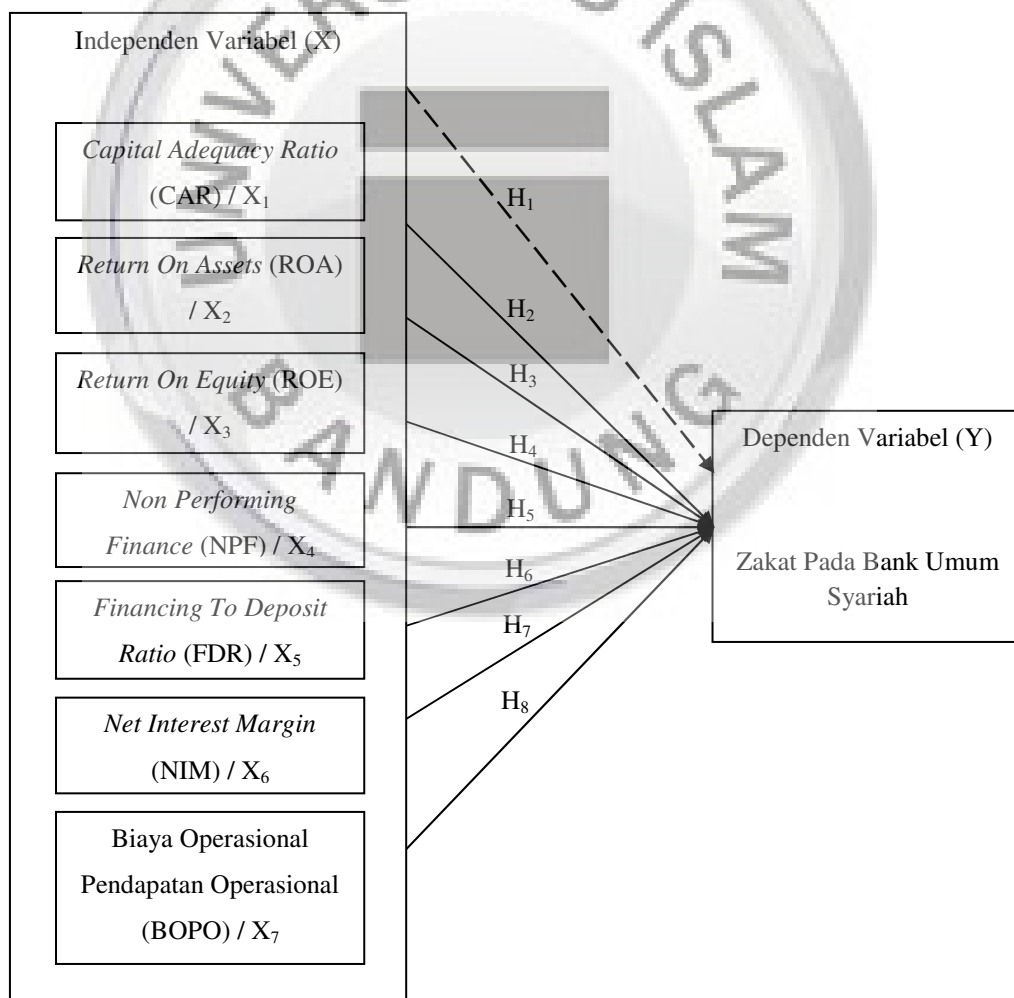 Independen Variabel (X)
Capital Adequacy Ratio
(CAR) / X₁
Return On Assets (ROA)
/ X₂
Return On Equity (ROE)
/ X₃
Non Performing
Finance (NPF) / X₄
Financing To Deposit
Ratio (FDR) / X₅
Net Interest Margin
(NIM) / X₆
Biaya Operasional
Pendapatan Operasional
(BOPO) / X₇
H₁
H₂
H₃
H₄
H₅
H₆
H₇
H₈
Dependen Variabel (Y)
Zakat Pada Bank Umum
Syariah
ISLAM
BANDUNG